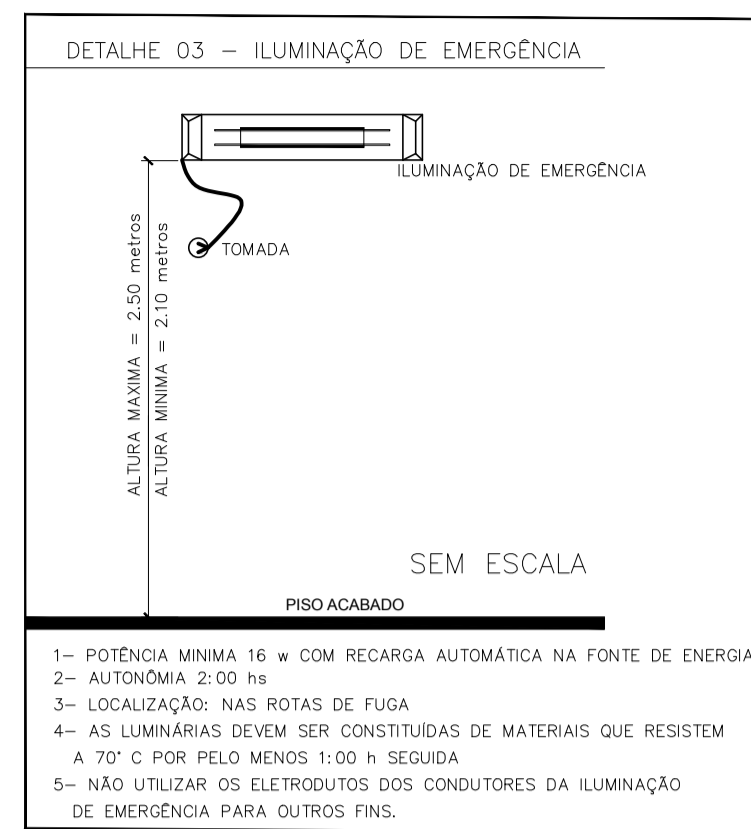 DETALHE 03 – ILUMINAÇÃO DE EMERGÊNCIA
ILUMINAÇÃO DE EMERGÊNCIA
TOMADA
ALTURA MAXIMA = 2.50 metros
ALTURA MINIMA = 2.10 metros
SEM ESCALA
PISO ACABADO
1– POTÊNCIA MINIMA 16 w COM RECARGA AUTOMÁTICA NA FONTE DE ENERGIA
2– AUTONÔMIA 2:00 hs
3– LOCALIZAÇÃO: NAS ROTAS DE FUGA
4– AS LUMINÁRIAS DEVEM SER CONSTITUÍDAS DE MATERIAIS QUE RESISTEM
A 70° C POR PELO MENOS 1:00 h SEGUIDA
5– NÃO UTILIZAR OS ELETRODUTOS DOS CONDUTORES DA ILUMINAÇÃO
DE EMERGÊNCIA PARA OUTROS FINS.